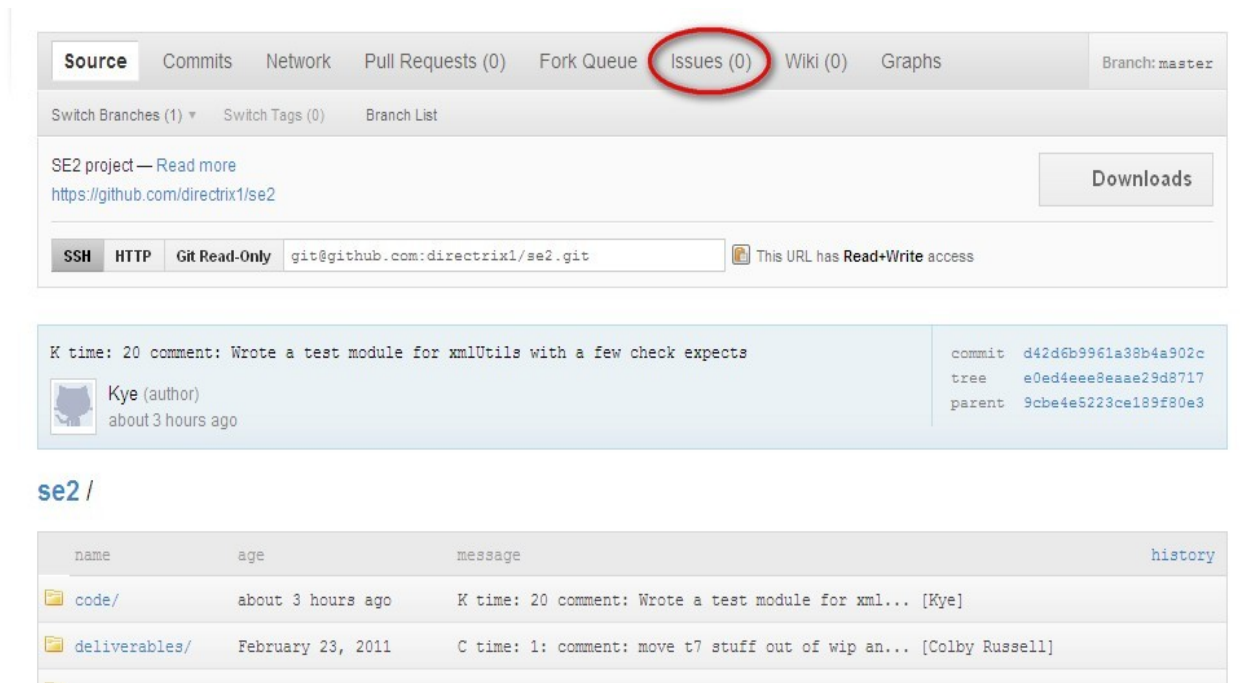 Source Commits Network Pull Requests (0) Fork Queue Issues (0) Wiki (0) Graphs Branch: master
Switch Branches (1) ▾ Switch Tags (0) Branch List
SE2 project — Read more
https://github.com/directrix1/se2
Downloads
SSH HTTP Git Read-Only git@github.com:directrix1/se2.git This URL has Read+Write access
K time: 20 comment: Wrote a test module for xmlUtils with a few check expects
Kye (author)
about 3 hours ago
commit d42d6b9961a38b4a902c
tree e0ed4eee8eaae29d8717
parent 9cbe4e5223ce189f80e3
se2 /
name age message history
code/ about 3 hours ago K time: 20 comment: Wrote a test module for xml... [Kye]
deliverables/ February 23, 2011 C time: 1: comment: move t7 stuff out of wip an... [Colby Russell]